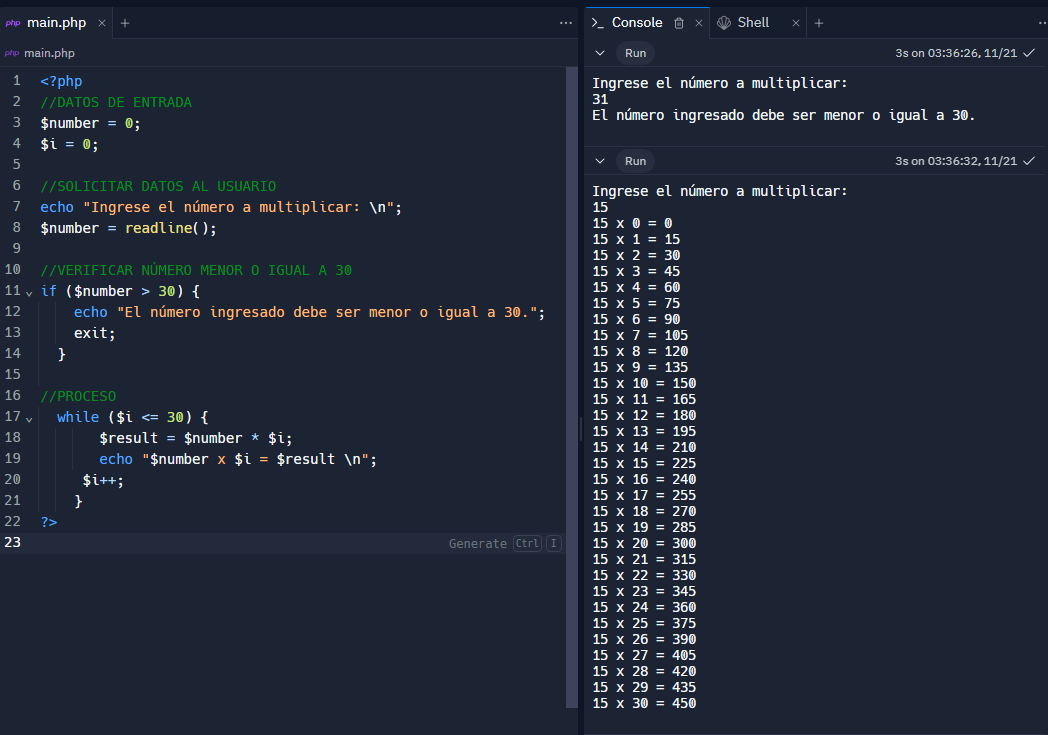 php main.php × +
php main.php
1 <?php
2 //DATOS DE ENTRADA
3 $number = 0;
4 $i = 0;
5
6 //SOLICITAR DATOS AL USUARIO
7 echo "Ingrese el número a multiplicar: \n";
8 $number = readline();
9
10 //VERIFICAR NÚMERO MENOR O IGUAL A 30
11 if ($number > 30) {
12 echo "El número ingresado debe ser menor o igual a 30.";
13 exit;
14 }
15
16 //PROCESO
17 while ($i <= 30) {
18 $result = $number * $i;
19 echo "$number x $i = $result \n";
20 $i++;
21 }
22 ?>
23
Generate Ctrl I
Console × Shell × +
Run 3s on 03:36:26, 11/21
Ingrese el número a multiplicar:
31
El número ingresado debe ser menor o igual a 30.
Run 3s on 03:36:32, 11/21
Ingrese el número a multiplicar:
15
15 x 0 = 0
15 x 1 = 15
15 x 2 = 30
15 x 3 = 45
15 x 4 = 60
15 x 5 = 75
15 x 6 = 90
15 x 7 = 105
15 x 8 = 120
15 x 9 = 135
15 x 10 = 150
15 x 11 = 165
15 x 12 = 180
15 x 13 = 195
15 x 14 = 210
15 x 15 = 225
15 x 16 = 240
15 x 17 = 255
15 x 18 = 270
15 x 19 = 285
15 x 20 = 300
15 x 21 = 315
15 x 22 = 330
15 x 23 = 345
15 x 24 = 360
15 x 25 = 375
15 x 26 = 390
15 x 27 = 405
15 x 28 = 420
15 x 29 = 435
15 x 30 = 450